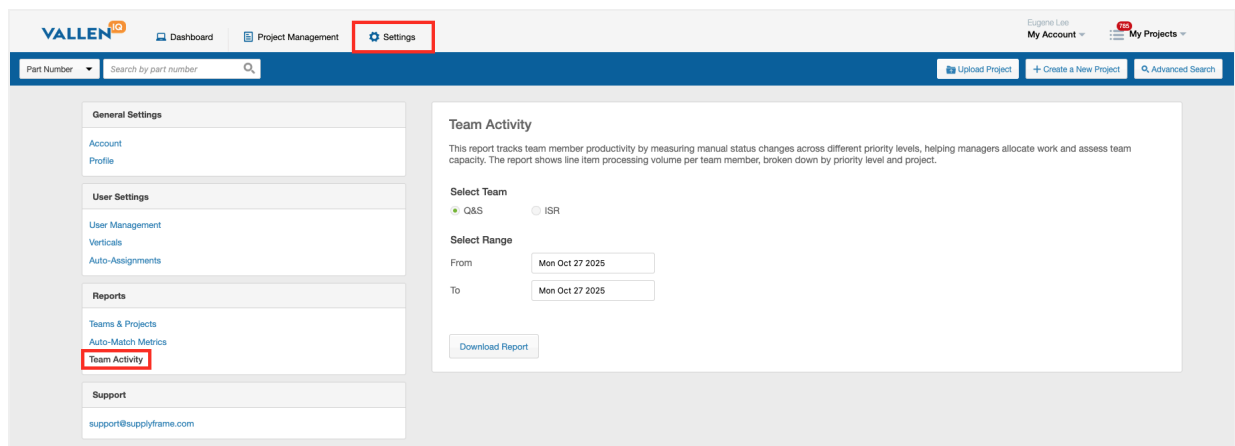 VALLEN IQ
Dashboard
Project Management
Settings
Eugene Lee
My Account
785
My Projects
Part Number
Search by part number
Upload Project
+ Create a New Project
Advanced Search
General Settings
Account
Profile
User Settings
User Management
Verticals
Auto-Assignments
Reports
Teams & Projects
Auto-Match Metrics
Team Activity
Support
support@supplyframe.com
Team Activity
This report tracks team member productivity by measuring manual status changes across different priority levels, helping managers allocate work and assess team
capacity. The report shows line item processing volume per team member, broken down by priority level and project.
Select Team
Q&S ISR
Select Range
From Mon Oct 27 2025
To Mon Oct 27 2025
Download Report